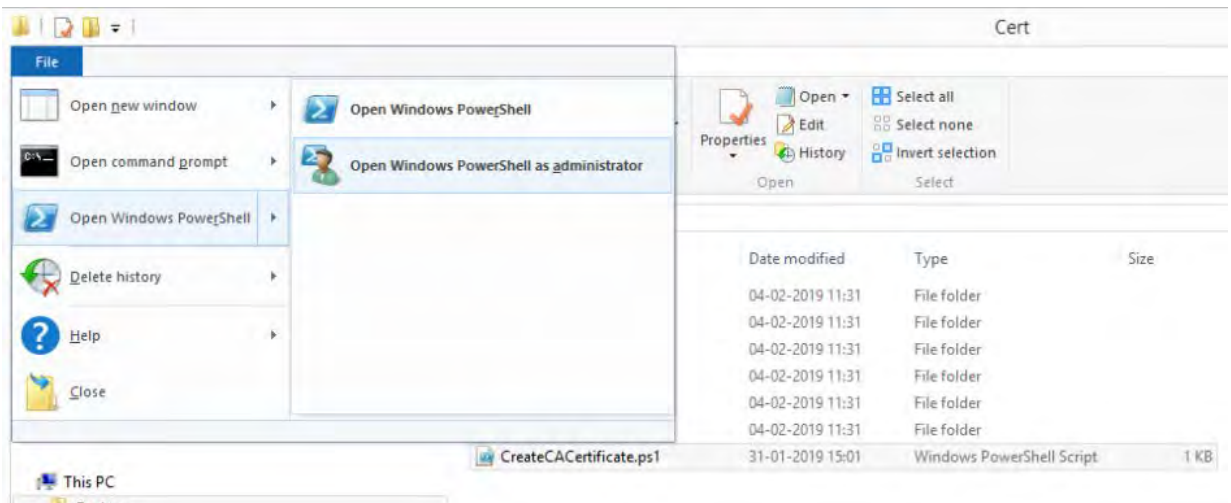 Cert
File
Open new window
Open command prompt
Open Windows PowerShell
Delete history
Help
Close
Open Windows PowerShell
Open Windows PowerShell as administrator
Properties
Open
Edit
History
Open
Select all
Select none
Invert selection
Select
Date modified Type Size
04-02-2019 11:31 File folder
04-02-2019 11:31 File folder
04-02-2019 11:31 File folder
04-02-2019 11:31 File folder
04-02-2019 11:31 File folder
04-02-2019 11:31 File folder
CreateCACertificate.ps1 31-01-2019 15:01 Windows PowerShell Script 1 KB
This PC